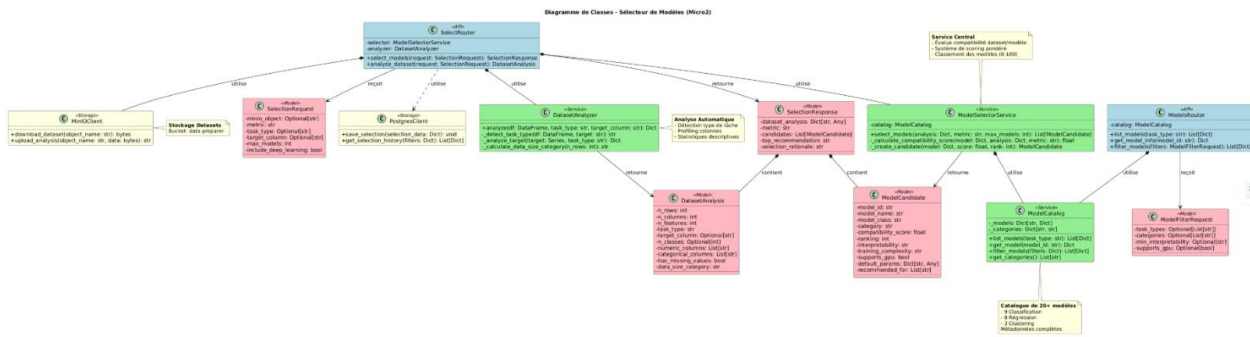 Diagramme de Classes - Sélecteur de Modèles (Micro2)
«API»
SelectRouter
-selector: ModelSelectorService
-analyzer: DatasetAnalyzer
+select_models(request: SelectionRequest): SelectionResponse
+analyze_dataset(request: SelectionRequest): DatasetAnalysis
Service Central
- Évalue compatibilité dataset/modèle
- Système de scoring pondéré
- Classement des modèles (0-100)
utilise
reçoit
utilise
utilise
retourne
utilise
«Storage»
MinIOClient
+download_dataset(object_name: str): bytes
+upload_analysis(object_name: str, data: bytes): str
Stockage Datasets
Bucket: data-preparer
«Model»
SelectionRequest
-minio_object: Optional[str]
-metric: str
-task_type: Optional[str]
-target_column: Optional[str]
-max_models: int
-include_deep_learning: bool
«Storage»
PostgresClient
+save_selection(selection_data: Dict): void
+get_selection_history(filters: Dict): List[Dict]
«Service»
DatasetAnalyzer
+analyze(df: DataFrame, task_type: str, target_column: str): Dict
-_detect_task_type(df: DataFrame, target: str): str
-_analyze_target(target: Series, task_type: str): Dict
-_calculate_data_size_category(n_rows: int): str
Analyse Automatique
- Détection type de tâche
- Profiling colonnes
- Statistiques descriptives
«Model»
SelectionResponse
-dataset_analysis: Dict[str, Any]
-metric: str
-candidates: List[ModelCandidate]
-top_recommendation: str
-selection_rationale: str
«Service»
ModelSelectorService
-catalog: ModelCatalog
+select_models(analysis: Dict, metric: str, max_models: int): List[ModelCandidate]
-_calculate_compatibility_score(model: Dict, analysis: Dict, metric: str): float
-_create_candidate(model: Dict, score: float, rank: int): ModelCandidate
«API»
ModelsRouter
-catalog: ModelCatalog
+list_models(task_type: str): List[Dict]
+get_model_info(model_id: str): Dict
+filter_models(filters: ModelFilterRequest): List[Dict]
retourne
contient
contient
retourne
utilise
utilise
reçoit
«Model»
DatasetAnalysis
-n_rows: int
-n_columns: int
-n_features: int
-task_type: str
-target_column: Optional[str]
-n_classes: Optional[int]
-numeric_columns: List[str]
-categorical_columns: List[str]
-has_missing_values: bool
-data_size_category: str
«Model»
ModelCandidate
-model_id: str
-model_name: str
-model_class: str
-category: str
-compatibility_score: float
-ranking: int
-interpretability: str
-training_complexity: str
-supports_gpu: bool
-default_params: Dict[str, Any]
-recommended_for: List[str]
«Service»
ModelCatalog
-_models: Dict[str, Dict]
-_categories: Dict[str, str]
+list_models(task_type: str): List[Dict]
+get_model(model_id: str): Dict
+filter_models(filters: Dict): List[Dict]
+get_categories(): List[str]
«Model»
ModelFilterRequest
-task_types: Optional[List[str]]
-categories: Optional[List[str]]
-min_interpretability: Optional[str]
-supports_gpu: Optional[bool]
Catalogue de 20+ modèles
- 9 Classification
- 8 Régression
- 3 Clustering
Métadonnées complètes